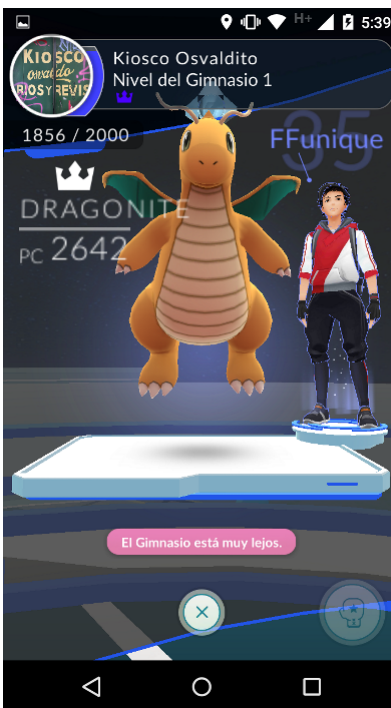 H+ 5:39
KIOSCO
osvaldo
RIOS Y REVIS
Kiosco Osvaldito
Nivel del Gimnasio 1
1856 / 2000
35
FFunique
DRAGONITE
PC 2642
El Gimnasio está muy lejos.